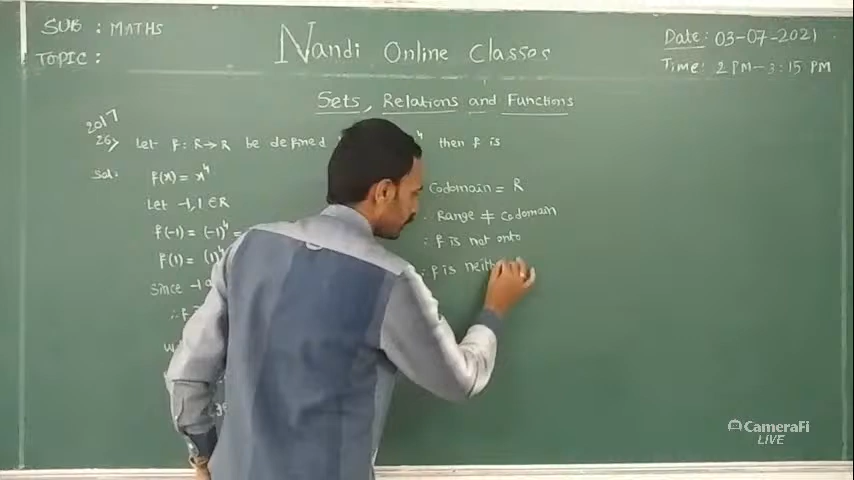 SUB : MATHS
TOPIC :
Nandi Online Classes
Date: 03-07-2021
Time: 2 PM-3:15 PM
Sets, Relations and Functions
2017
26) Let f: R→R be defined 4 then f is
Sol: f(x) = x⁴
Let -1, 1 ∈ R
f(-1) = (-1)⁴ =
f(1) = (1)⁴
Since -1
∴ f
Codomain = R
∴ Range ≠ Codomain
∴ f is not onto
∴ f is neith
CameraFi
LIVE